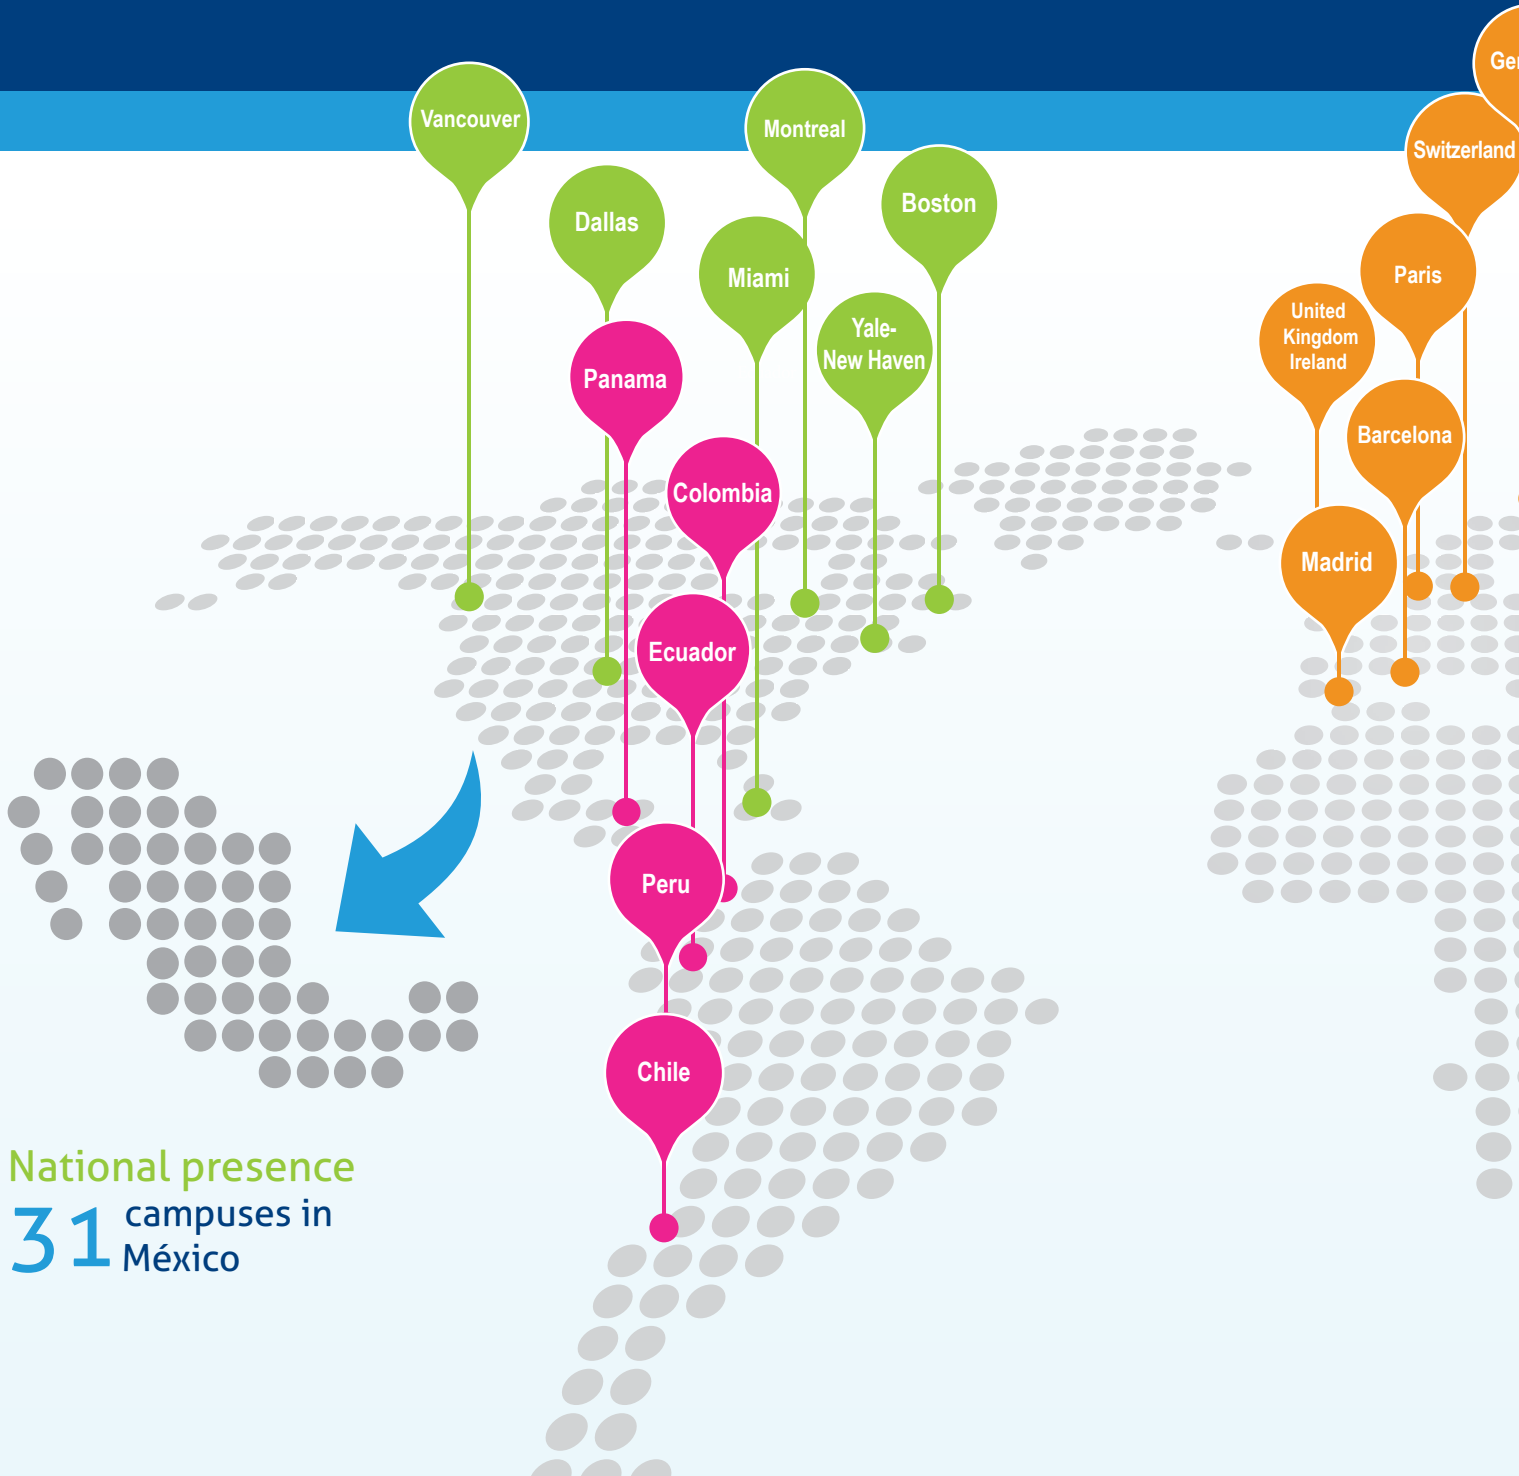 Vancouver
Montreal
Switzerland
Dallas
Boston
Miami
Paris
United
Kingdom
Ireland
Yale-
New Haven
Panama
Barcelona
Colombia
Madrid
Ecuador
Peru
Chile
National presence
31 campuses in
México